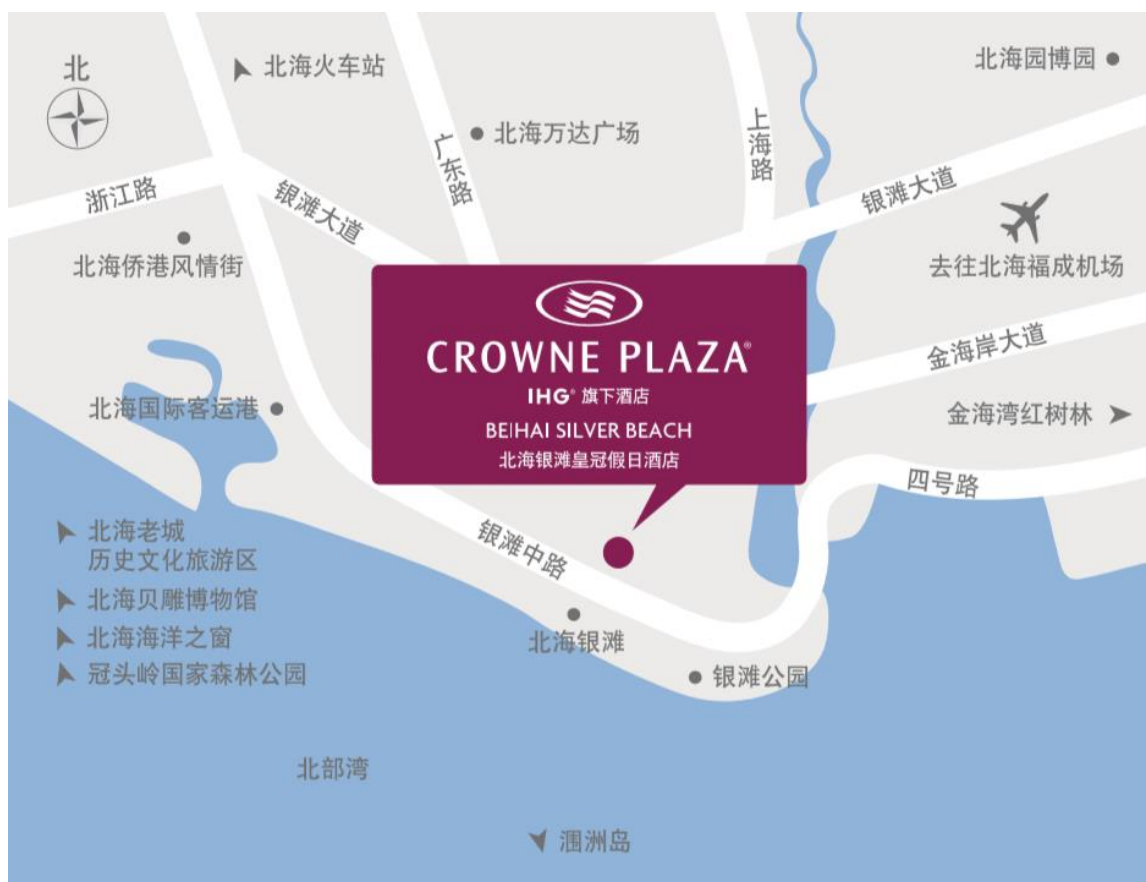 北
北海火车站
北海园博园
北海万达广场
广东路
上海路
浙江路
银滩大道
银滩大道
北海侨港风情街
去往北海福成机场
CROWNE PLAZA®
IHG® 旗下酒店
BEIHAI SILVER BEACH
北海银滩皇冠假日酒店
金海岸大道
北海国际客运港
金海湾红树林
四号路
银滩中路
北海老城
历史文化旅游区
北海贝雕博物馆
北海海洋之窗
冠头岭国家森林公园
北海银滩
银滩公园
北部湾
涠洲岛